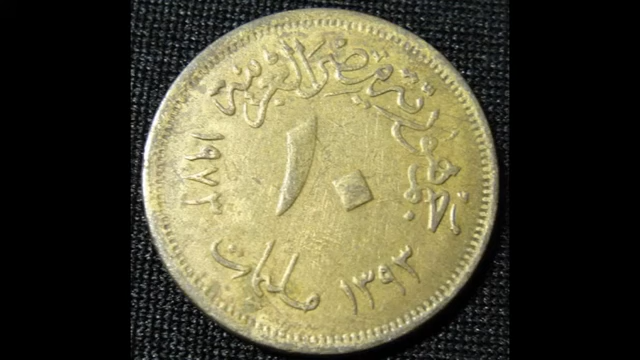 جمهورية مصر العربية
١٠
مليمات
١٣٩٣
١٩٧٣